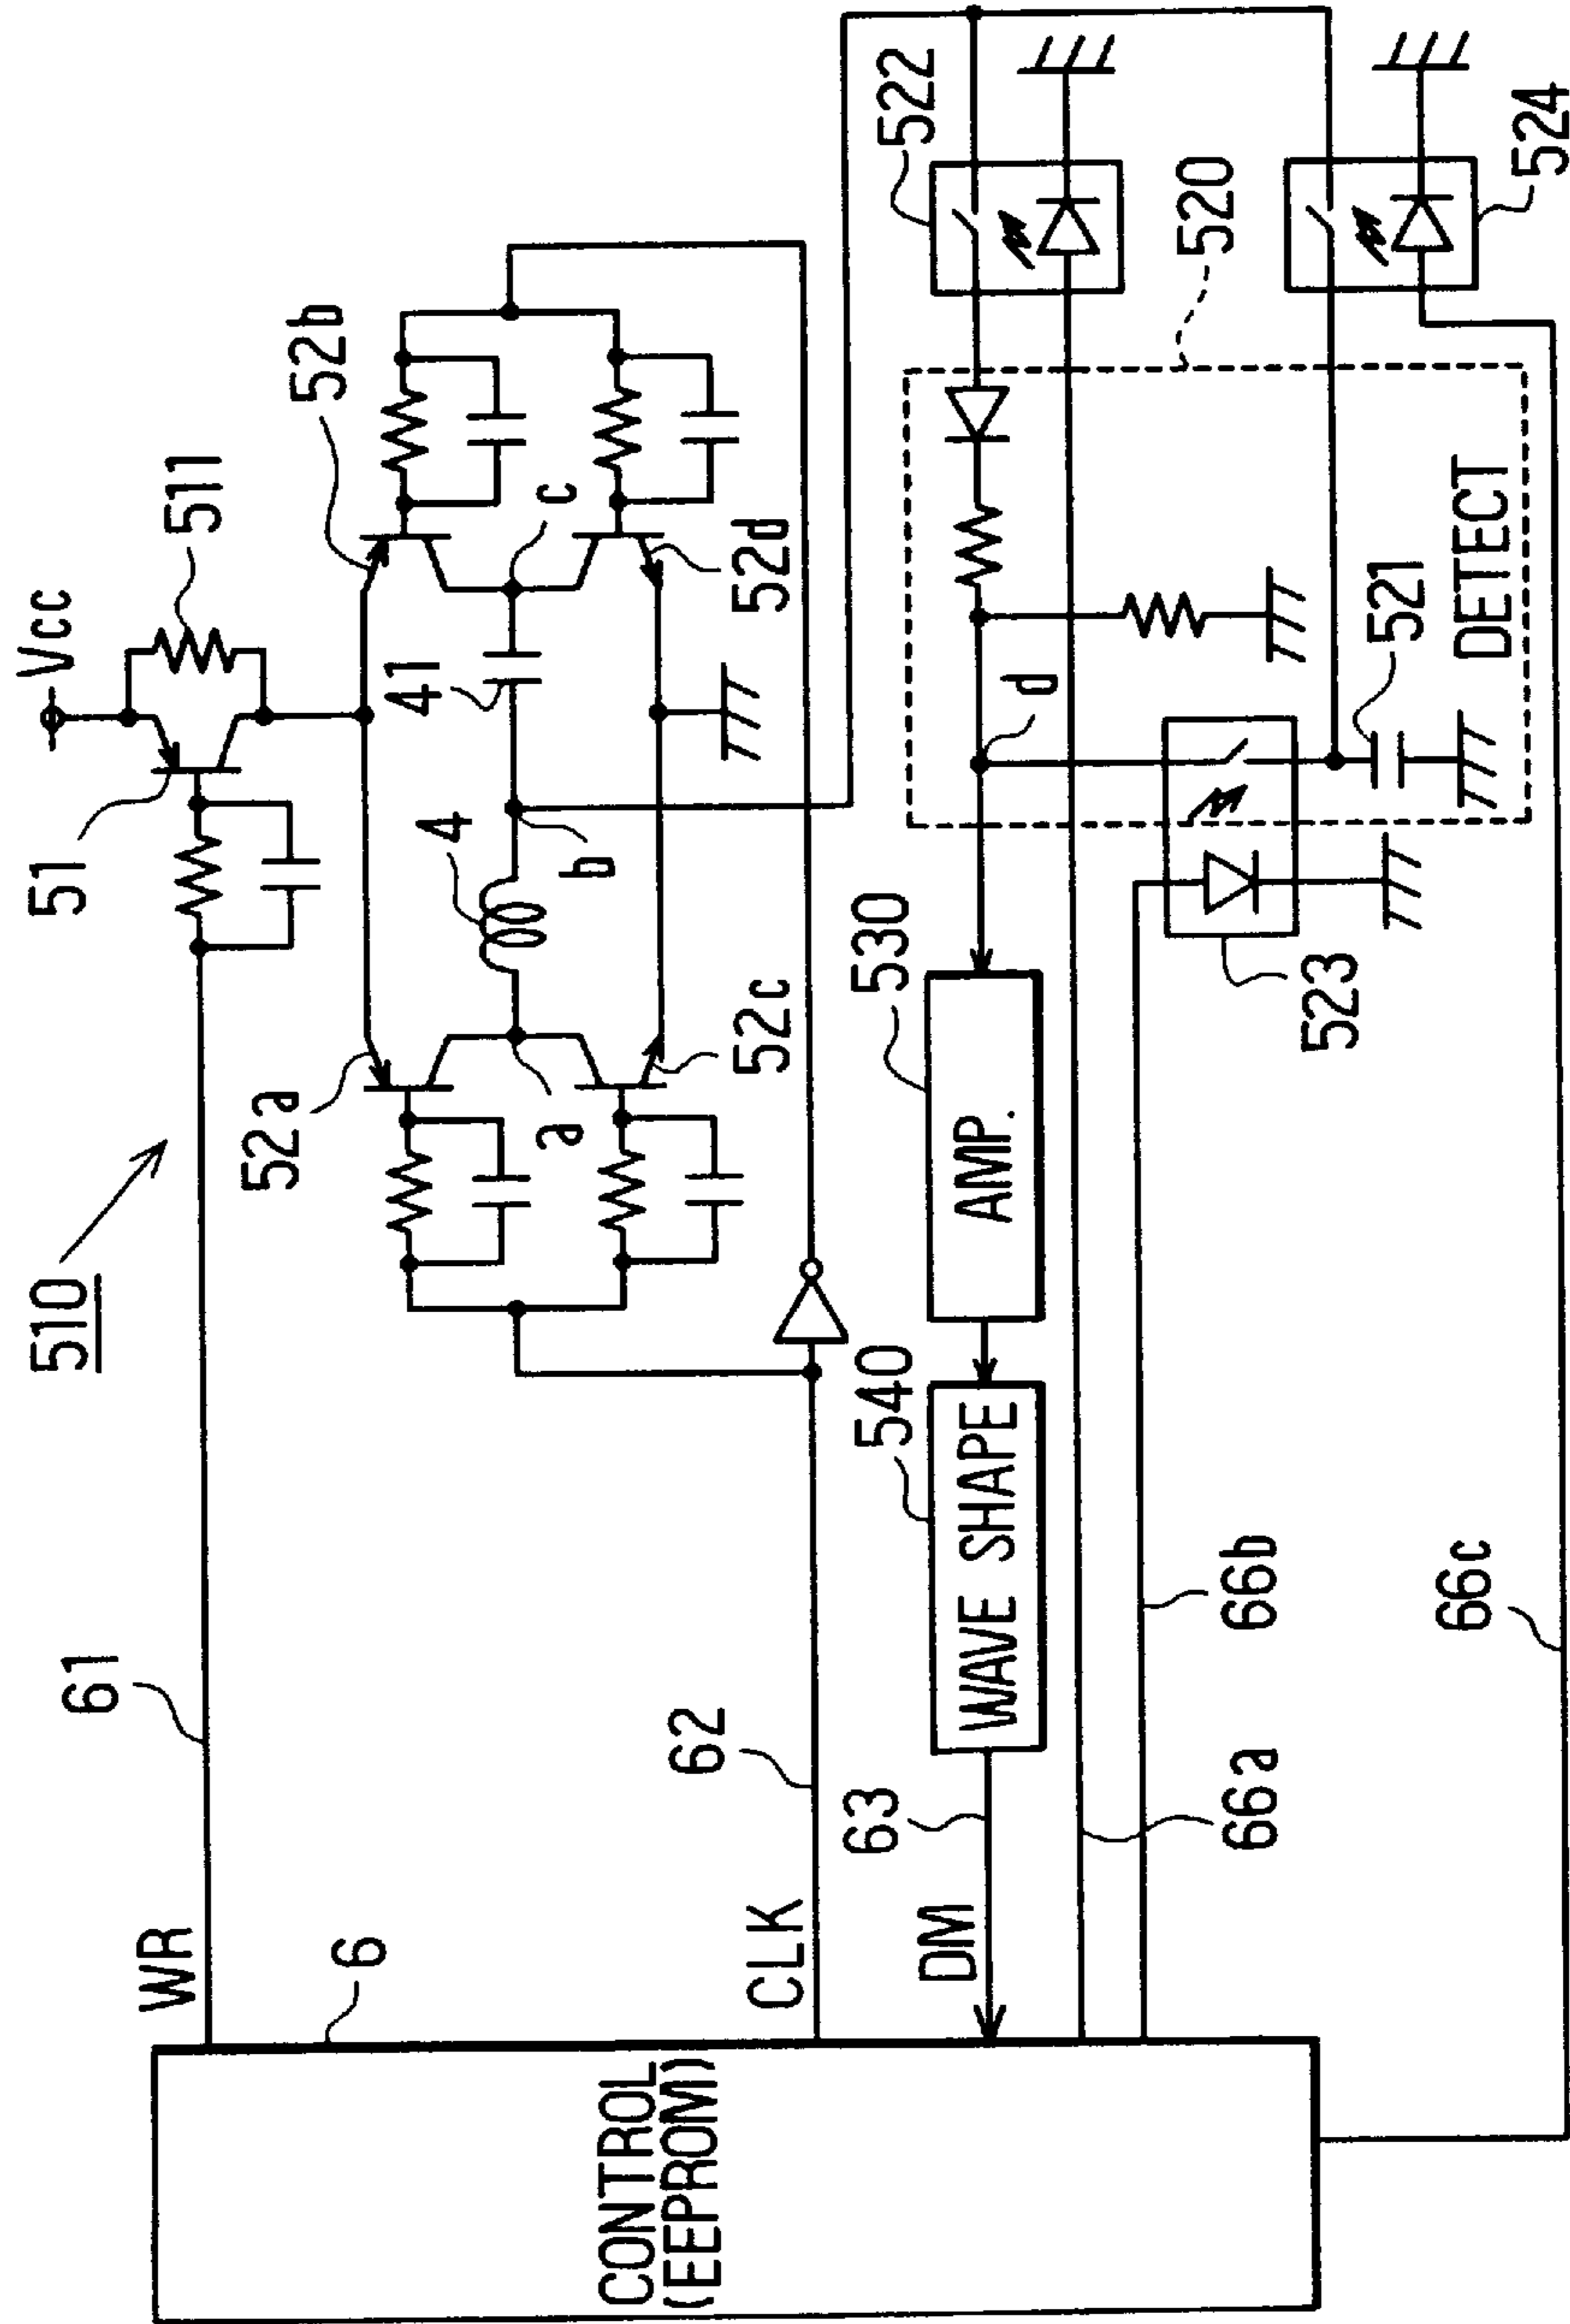 510
51
Vcc
511
52a
52b
4
41
a
b
c
52c
52d
WR
61
6
CONTROL
(EEPROM)
CLK
62
DM
63
540
WAVE SHAPE
530
AMP.
d
522
520
524
521
DETECT
523
66a
66b
66c